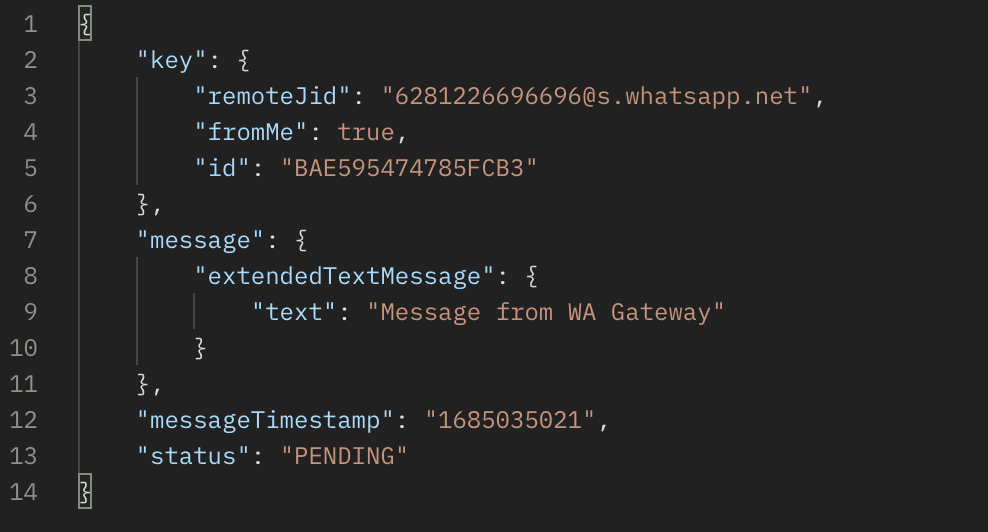 1 {
2     "key": {
3         "remoteJid": "6281226696696@s.whatsapp.net",
4         "fromMe": true,
5         "id": "BAE595474785FCB3"
6     },
7     "message": {
8         "extendedTextMessage": {
9             "text": "Message from WA Gateway"
10         }
11     },
12     "messageTimestamp": "1685035021",
13     "status": "PENDING"
14 }